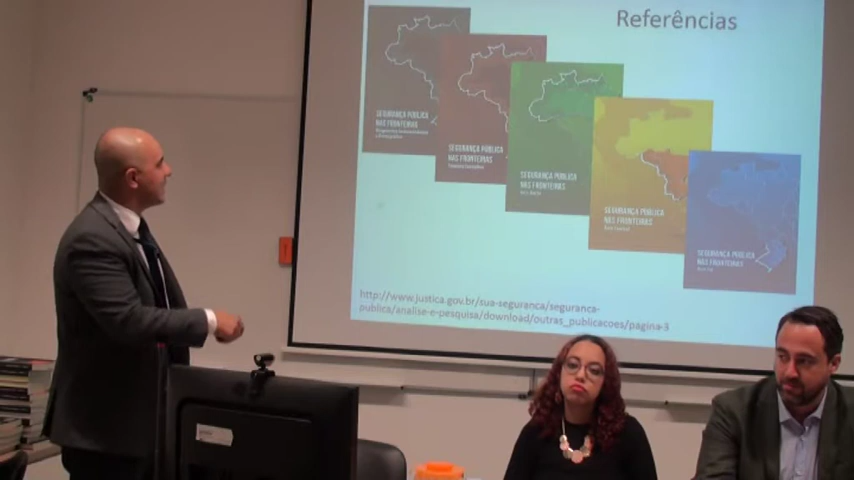 Referências
SEGURANÇA PÚBLICA
NAS FRONTEIRAS
SEGURANÇA PÚBLICA
NAS FRONTEIRAS
SEGURANÇA PÚBLICA
NAS FRONTEIRAS
SEGURANÇA PÚBLICA
NAS FRONTEIRAS
SEGURANÇA PÚBLICA
NAS FRONTEIRAS
http://www.justica.gov.br/sua-seguranca/seguranca-
publica/analise-e-pesquisa/download/outras_publicacoes/pagina-3